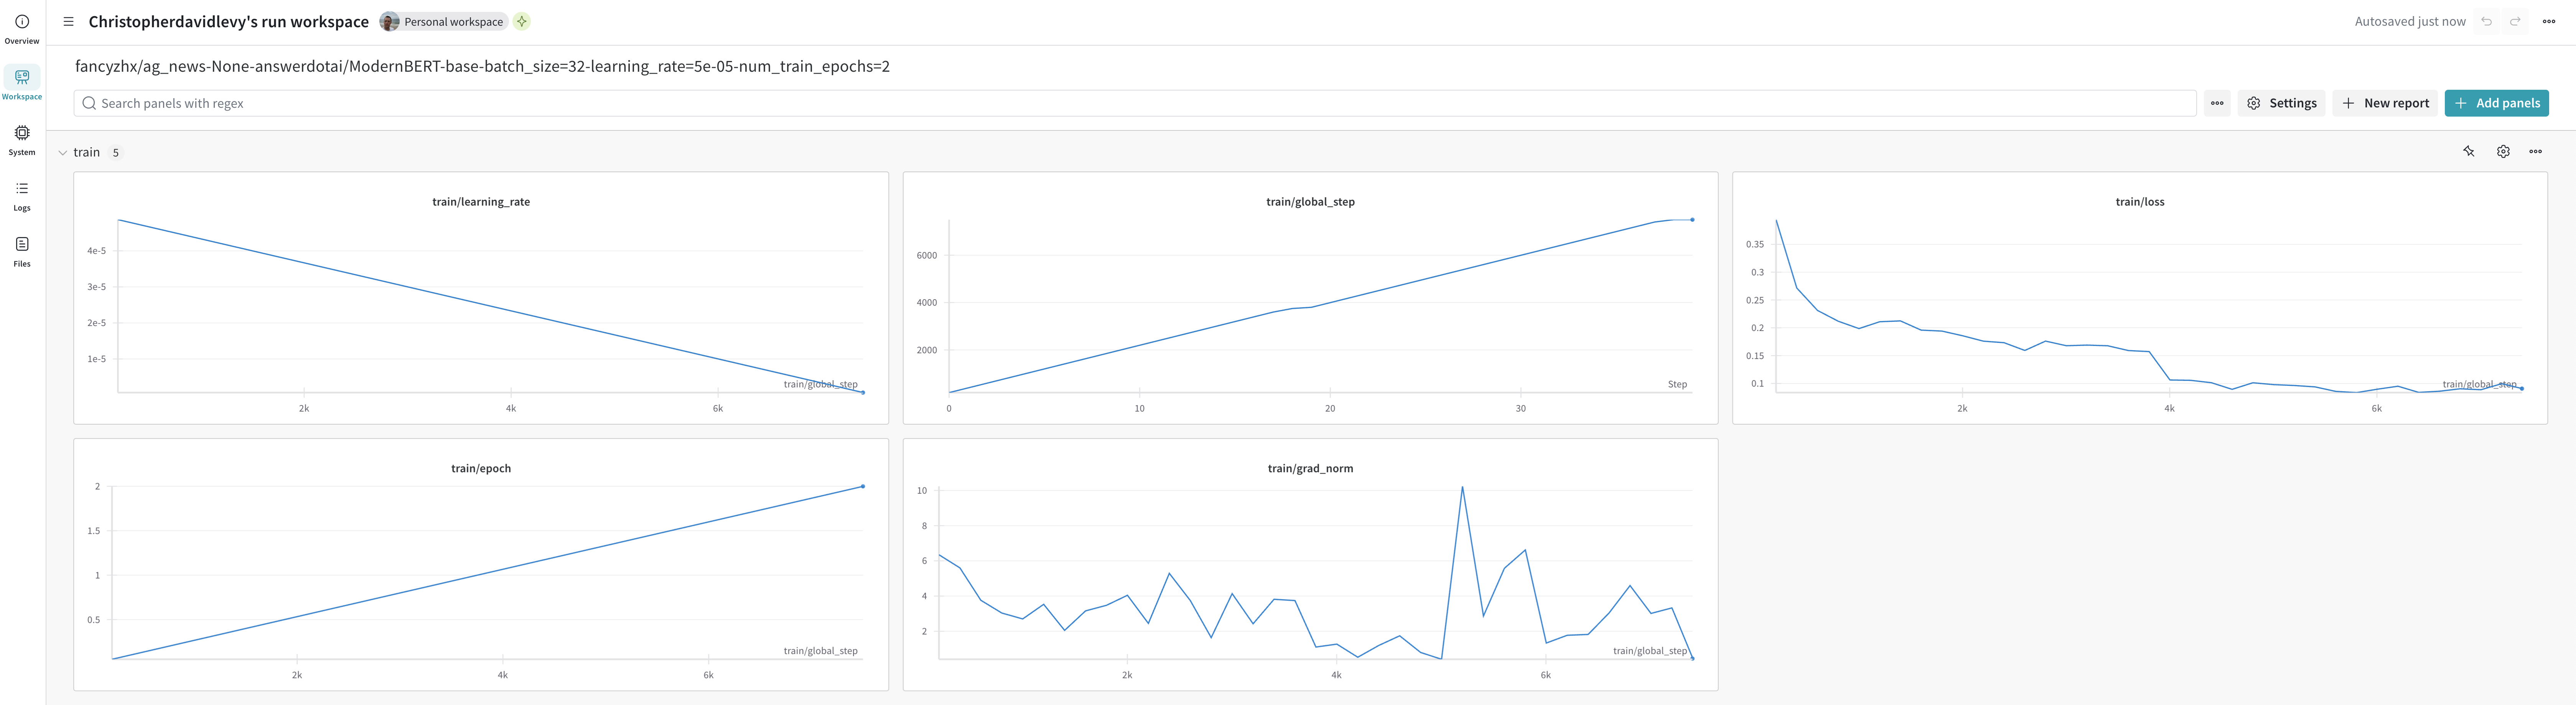 Christopherdavidlevy's run workspace
Personal workspace
Autosaved just now
Overview
Workspace
System
Logs
Files
fancyzhx/ag_news-None-answerdotai/ModernBERT-base-batch_size=32-learning_rate=5e-05-num_train_epochs=2
Search panels with regex
Settings
New report
Add panels
train 5
train/learning_rate
4e-5
3e-5
2e-5
1e-5
train/global_step
2k 4k 6k
train/global_step
6000
4000
2000
Step
0 10 20 30
train/loss
0.35
0.3
0.25
0.2
0.15
0.1
train/global_step
2k 4k 6k
train/epoch
2
1.5
1
0.5
train/global_step
2k 4k 6k
train/grad_norm
10
8
6
4
2
train/global_step
2k 4k 6k